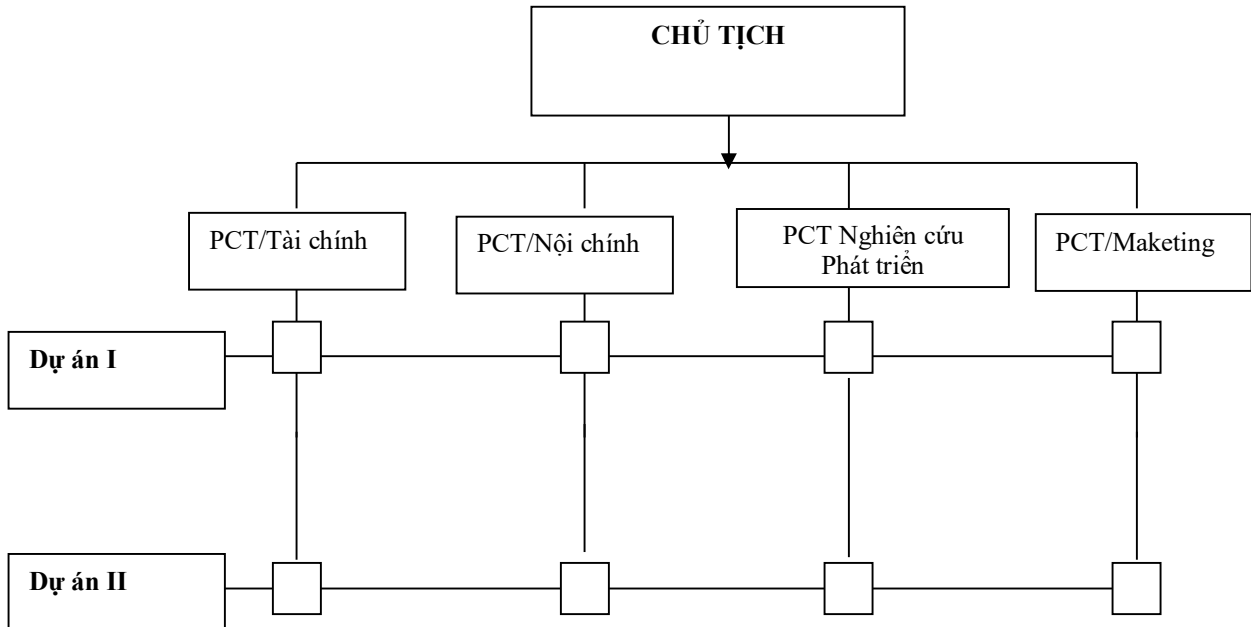 CHỦ TỊCH
PCT/Tài chính
PCT/Nội chính
PCT Nghiên cứu
Phát triển
PCT/Maketing
Dự án I
Dự án II